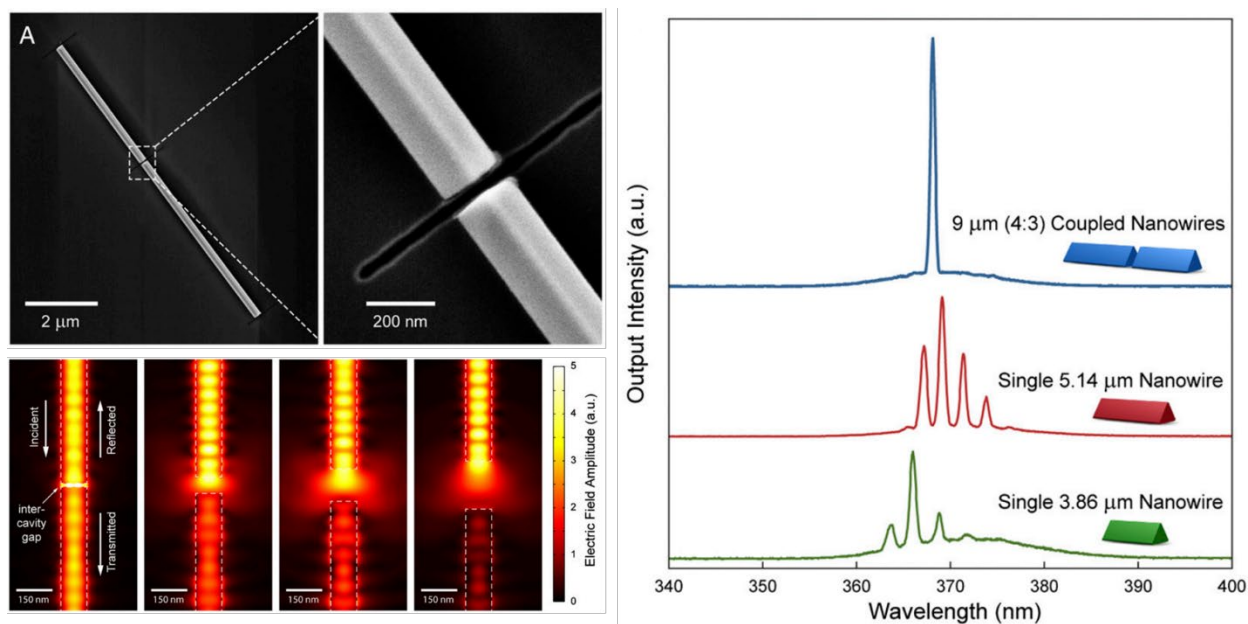 A
2 μm
200 nm
Incident
Reflected
inter-
cavity
gap
Transmitted
150 nm
150 nm
150 nm
150 nm
5
4
3
2
1
0
Electric Field Amplitude (a.u.)
Output Intensity (a.u.)
9 μm (4:3) Coupled Nanowires
Single 5.14 μm Nanowire
Single 3.86 μm Nanowire
340 350 360 370 380 390 400
Wavelength (nm)